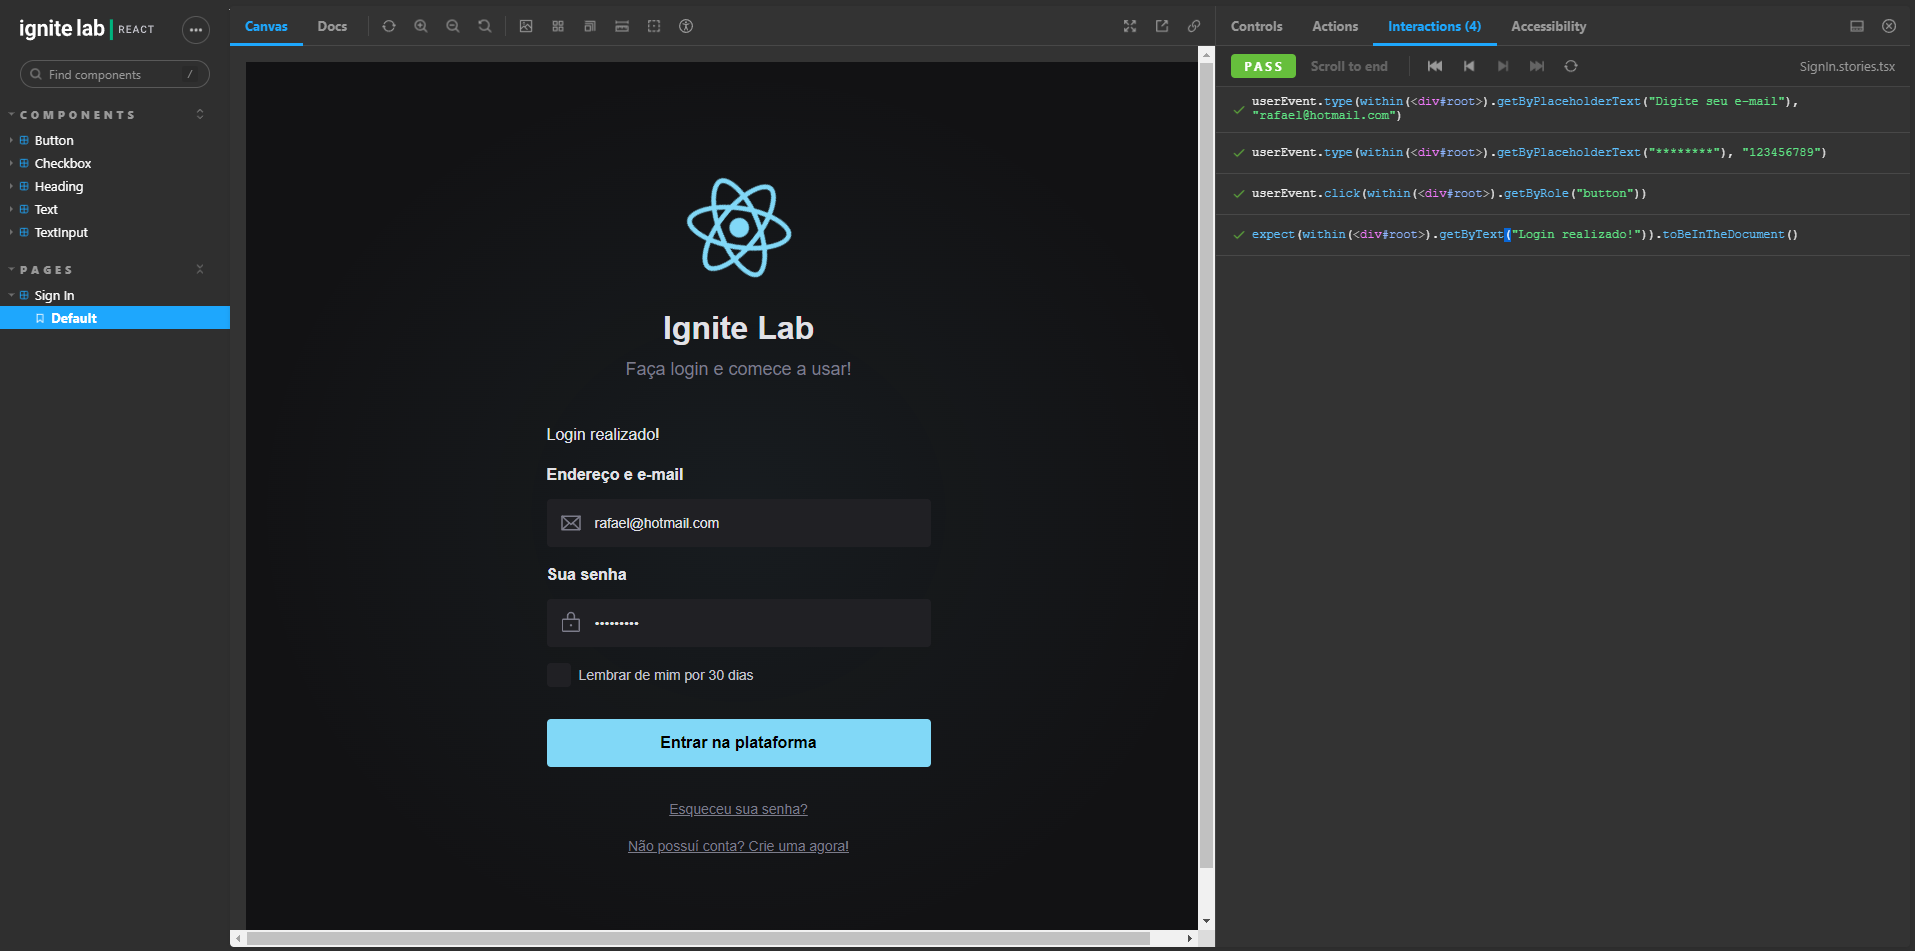 ignite lab REACT
Find components /
COMPONENTS
Button
Checkbox
Heading
Text
TextInput
PAGES
Sign In
Default
Canvas Docs
Ignite Lab
Faça login e comece a usar!
Login realizado!
Endereço e e-mail
rafael@hotmail.com
Sua senha
•••••••••
Lembrar de mim por 30 dias
Entrar na plataforma
Esqueceu sua senha?
Não possuí conta? Crie uma agora!
Controls Actions Interactions (4) Accessibility
PASS Scroll to end SignIn.stories.tsx
userEvent.type(within(<div#root>).getByPlaceholderText("Digite seu e-mail"),
"rafael@hotmail.com")
userEvent.type(within(<div#root>).getByPlaceholderText("********"), "123456789")
userEvent.click(within(<div#root>).getByRole("button"))
expect(within(<div#root>).getByText("Login realizado!")).toBeInTheDocument()